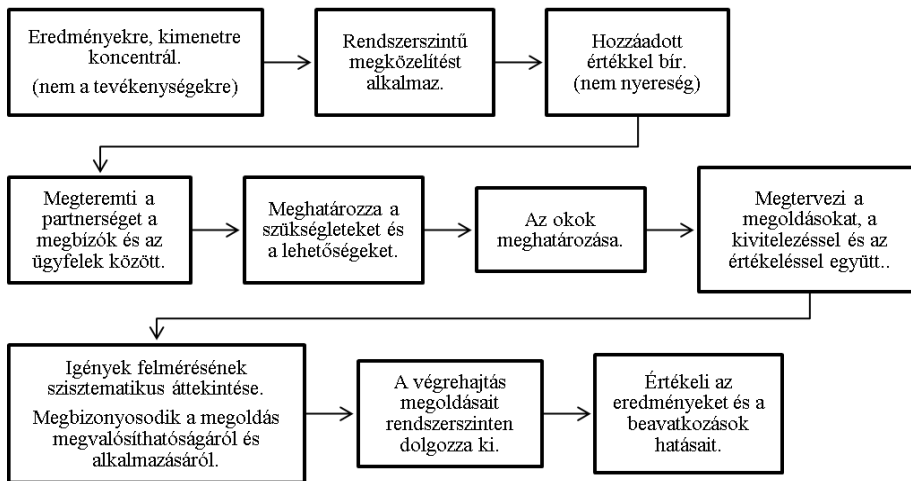 Eredményekre, kimenetre
koncentrál.
(nem a tevékenységekre)
Rendszerszintű
megközelítést
alkalmaz.
Hozzáadott
értékkel bír.
(nem nyereség)
Megteremti a
partnerséget a
megbízók és az
ügyfelek között.
Meghatározza a
szükségleteket és
a lehetőségeket.
Az okok
meghatározása.
Megtervezi a
megoldásokat, a
kivitelezéssel és az
értékeléssel együtt..
Igények felmérésének
szisztematikus áttekintése.
Megbizonyosodik a megoldás
megvalósíthatóságáról és
alkalmazásáról.
A végrehajtás
megoldásait
rendszerszinten
dolgozza ki.
Értékeli az
eredményeket és a
beavatkozások
hatásait.